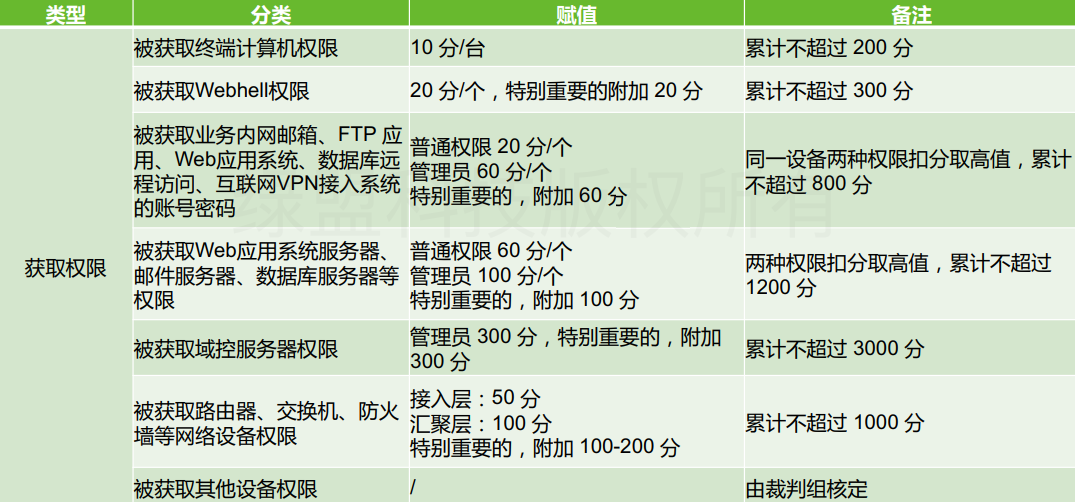 类型 分类 赋值 备注
获取权限
被获取终端计算机权限 10 分/台 累计不超过 200 分
被获取Webhell权限 20 分/个，特别重要的附加 20 分 累计不超过 300 分
被获取业务内网邮箱、FTP 应
用、Web应用系统、数据库远
程访问、互联网VPN接入系统
的账号密码
普通权限 20 分/个
管理员 60 分/个
特别重要的，附加 60 分
同一设备两种权限扣分取高值，累计
不超过 800 分
被获取Web应用系统服务器、
邮件服务器、数据库服务器等
权限
普通权限 60 分/个
管理员 100 分/个
特别重要的，附加 100 分
两种权限扣分取高值，累计不超过
1200 分
被获取域控服务器权限
管理员 300 分，特别重要的，附加
300 分
累计不超过 3000 分
被获取路由器、交换机、防火
墙等网络设备权限
接入层：50 分
汇聚层：100 分
特别重要的，附加 100-200 分
累计不超过 1000 分
被获取其他设备权限 / 由裁判组核定
绿盟科技版权所有